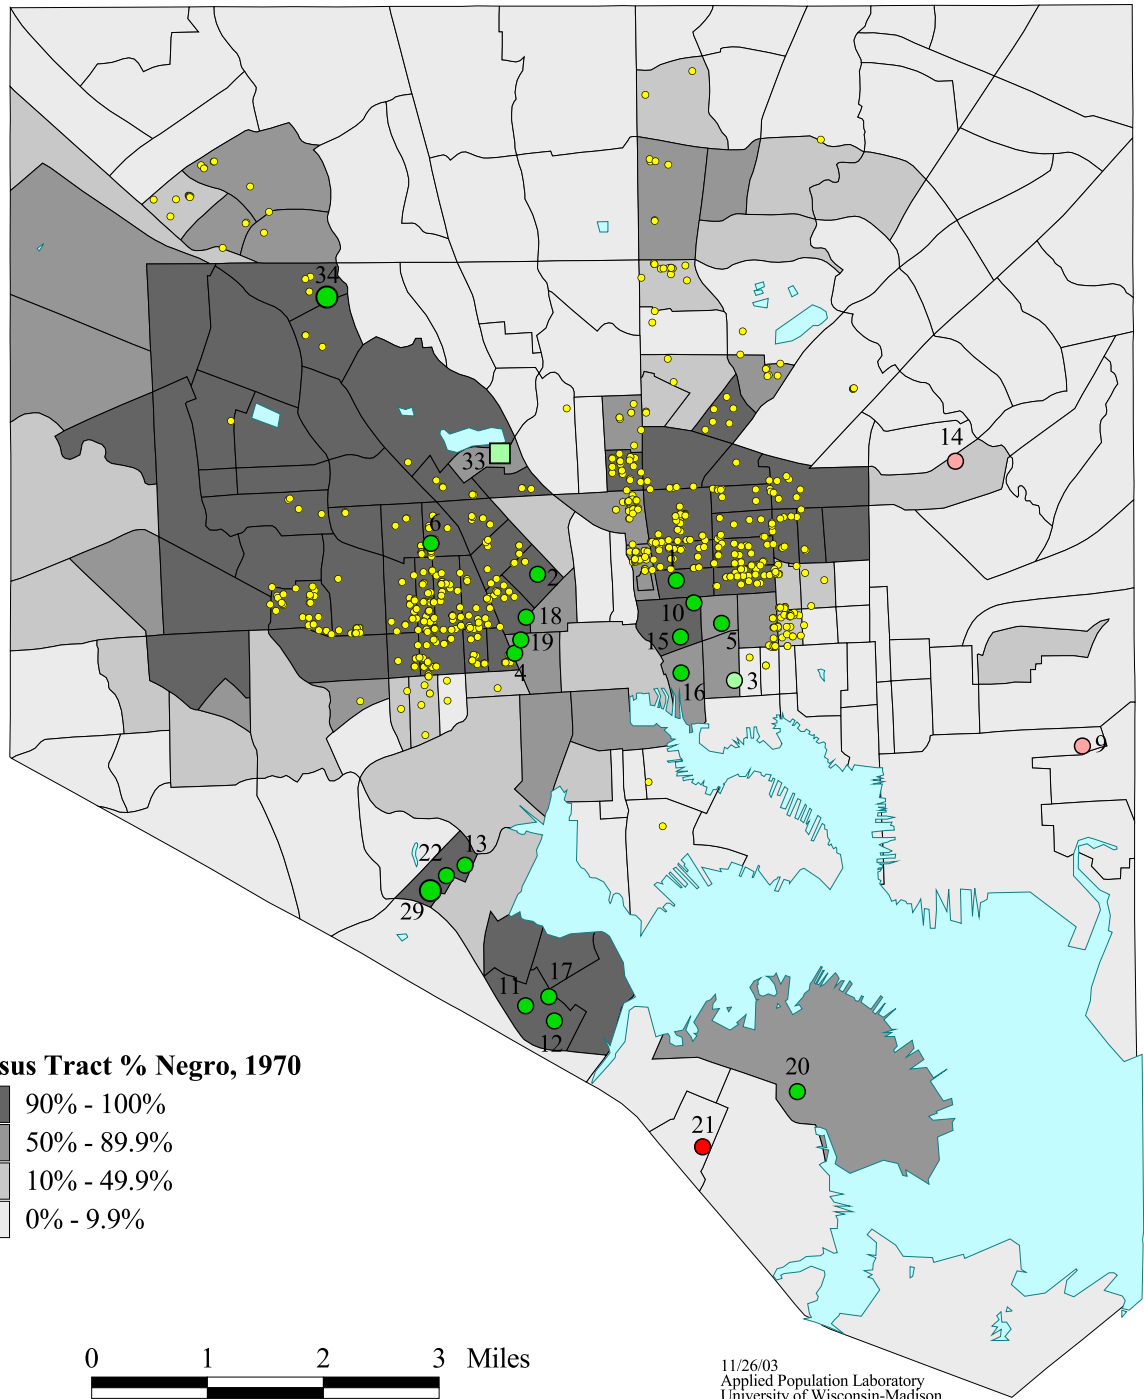 34
14
33
6
2
18
10
19
15
5
4
16
3
9
13
22
29
17
11
12
sus Tract % Negro, 1970
20
90% - 100%
21
50% - 89.9%
10% - 49.9%
0% - 9.9%
0 1 2 3 Miles
11/26/03
Applied Population Laboratory
University of Wisconsin-Madison